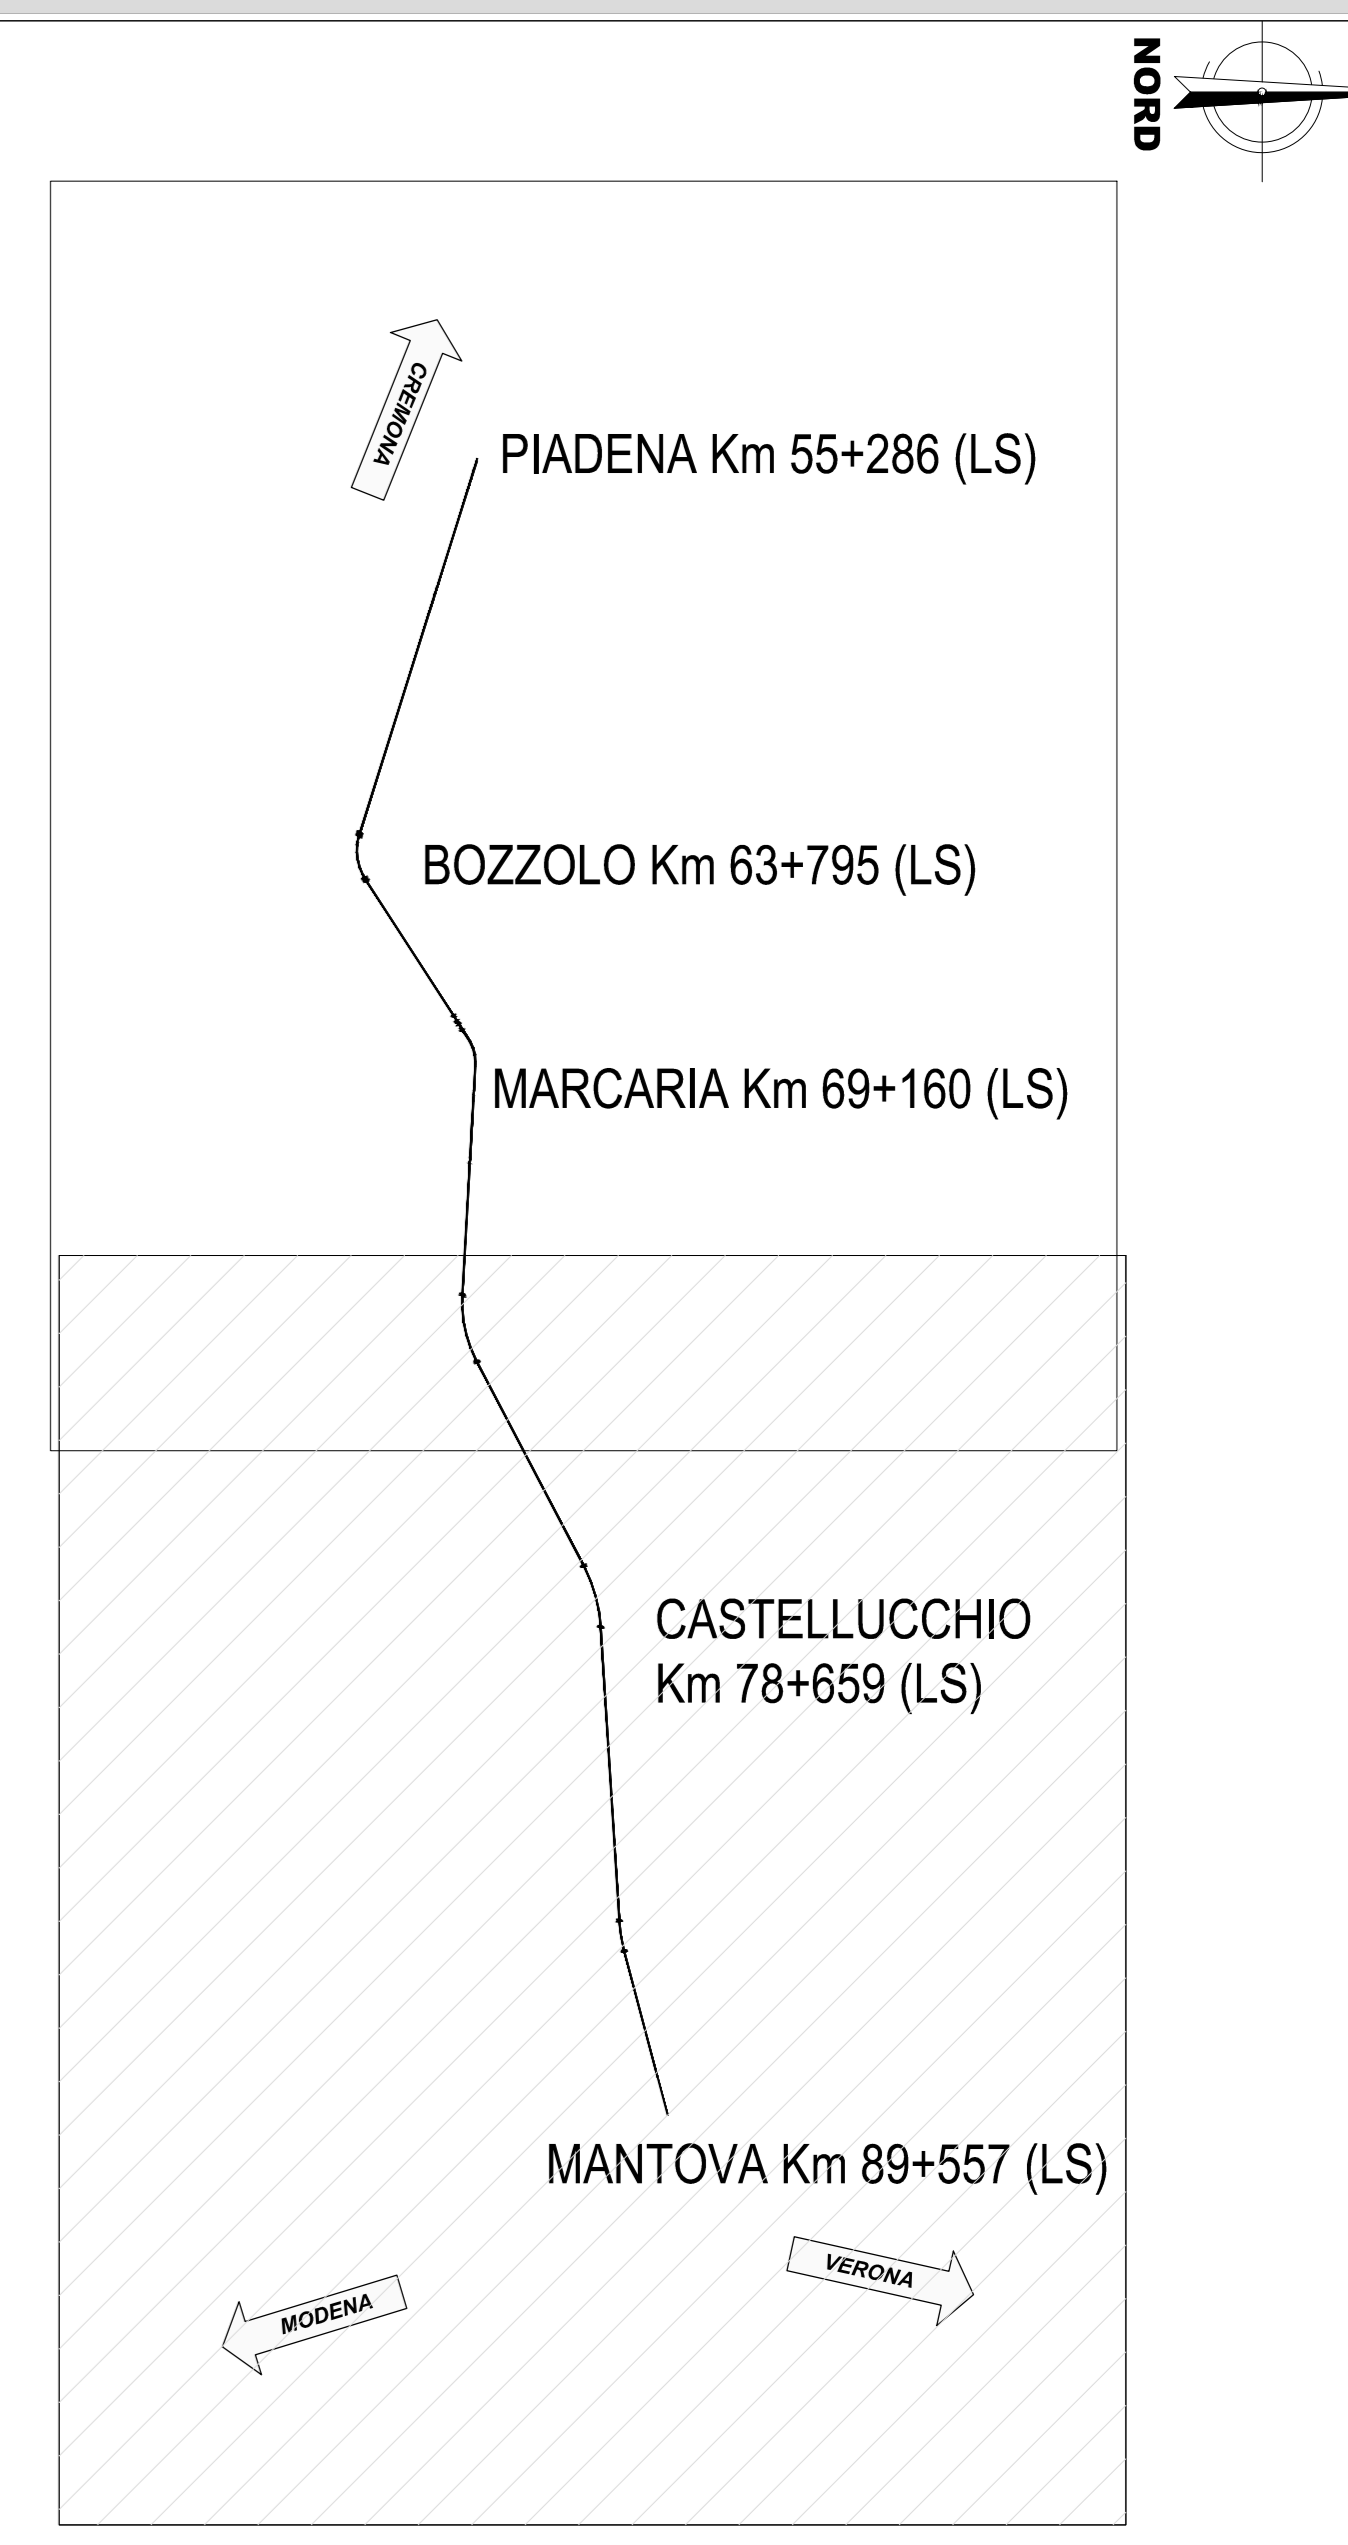 NORD
CREMONA
PIADENA Km 55+286 (LS)
BOZZOLO Km 63+795 (LS)
MARCARIA Km 69+160 (LS)
CASTELLUCCHIO
Km 78+659 (LS)
MANTOVA Km 89+557 (LS)
VERONA
MODENA